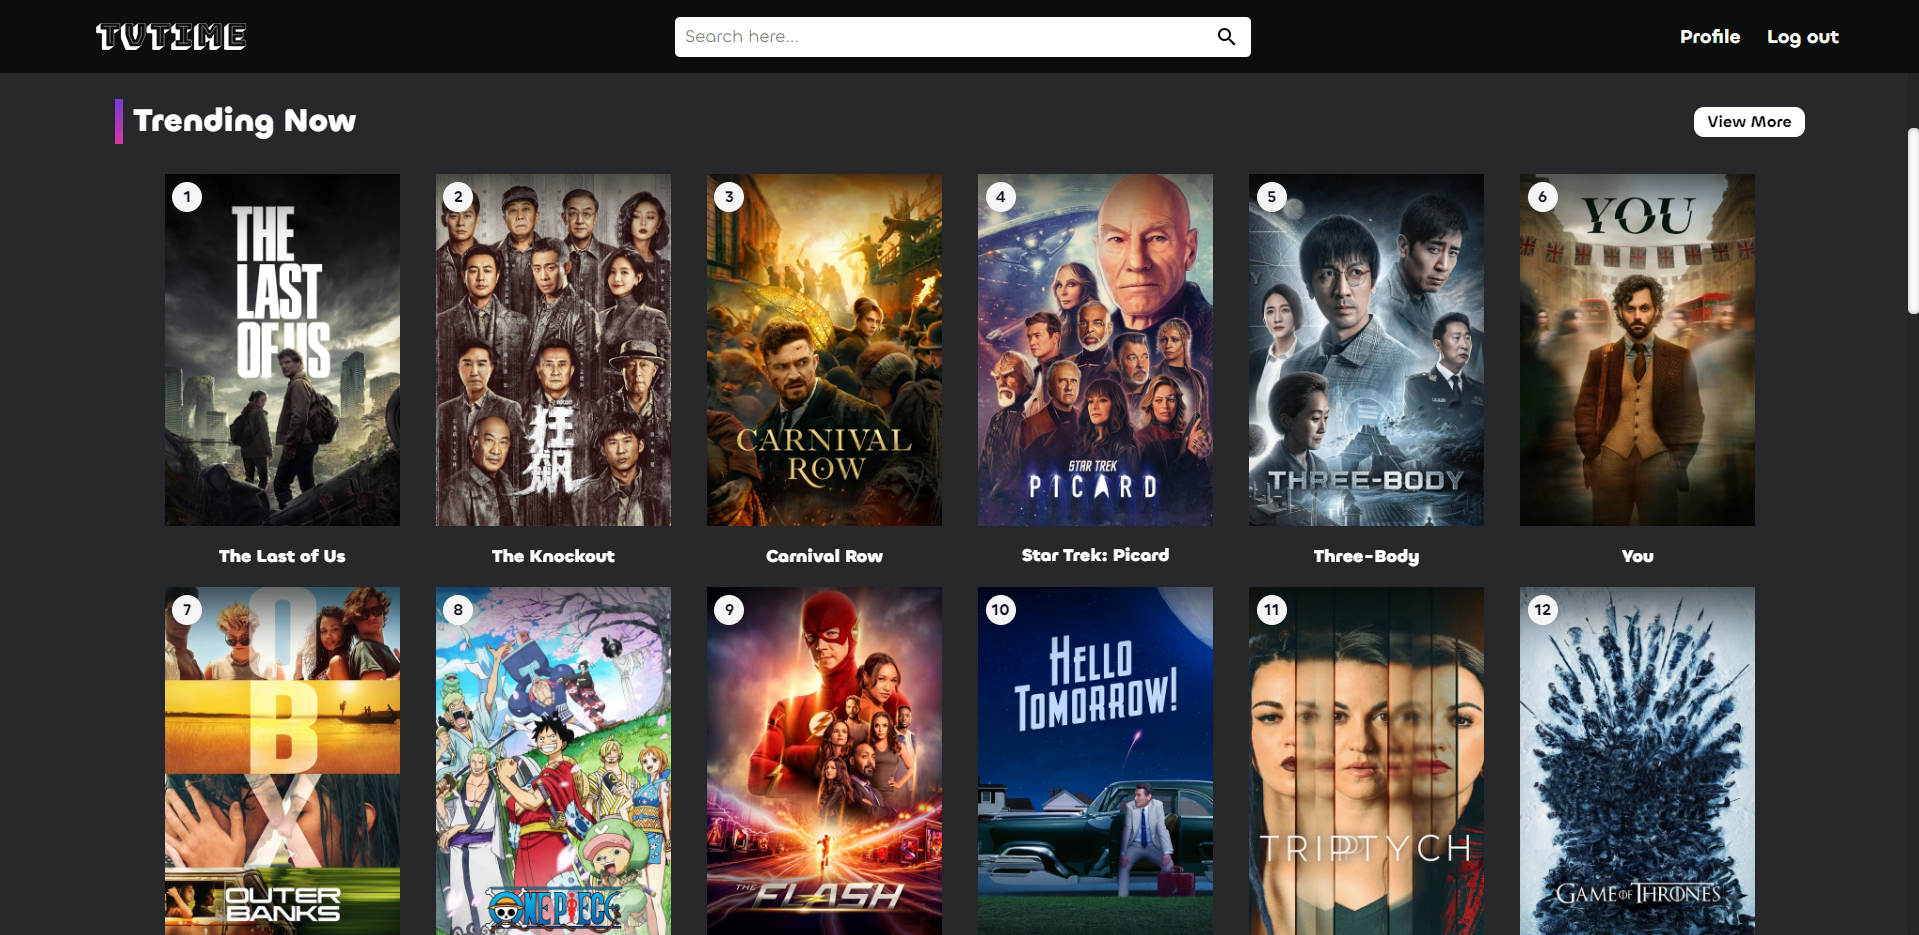 TVTIME
Search here...
Profile
Log out
Trending Now
View More
1
THE
LAST
OF US
2
狂
飙
3
CARNIVAL
ROW
4
STAR TREK
PICARD
5
THREE-BODY
6
YOU
The Last of Us
The Knockout
Carnival Row
Star Trek: Picard
Three-Body
You
7
O
B
X
OUTER
BANKS
8
ONE PIECE
9
THE FLASH
10
HELLO
TOMORROW!
11
TRIPTYCH
12
GAME OF THRONES